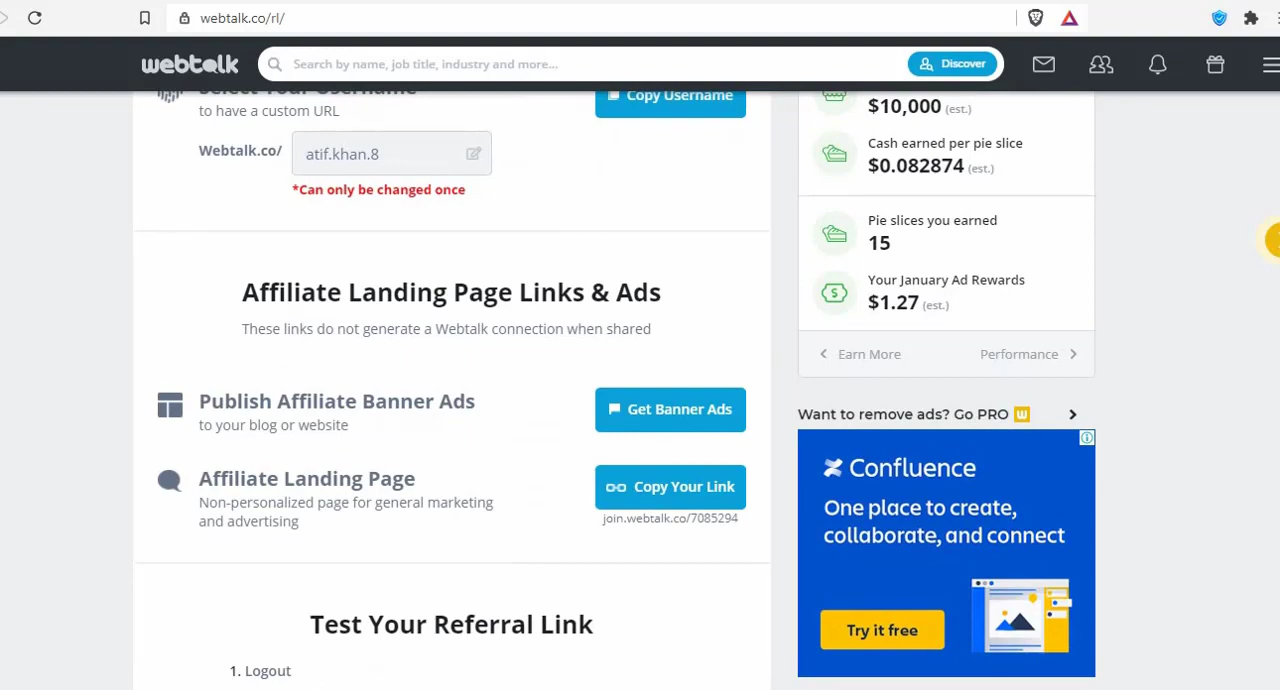 webtalk.co/rl/
webtalk
Search by name, job title, industry and more...
Discover
Select Your Username
to have a custom URL
Copy Username
Webtalk.co/
atif.khan.8
*Can only be changed once
Affiliate Landing Page Links & Ads
These links do not generate a Webtalk connection when shared
Publish Affiliate Banner Ads
to your blog or website
Get Banner Ads
Affiliate Landing Page
Non-personalized page for general marketing
and advertising
Copy Your Link
join.webtalk.co/7085294
Test Your Referral Link
1. Logout
$10,000 (est.)
Cash earned per pie slice
$0.082874 (est.)
Pie slices you earned
15
Your January Ad Rewards
$1.27 (est.)
Earn More
Performance
Want to remove ads? Go PRO W
Confluence
One place to create,
collaborate, and connect
Try it free